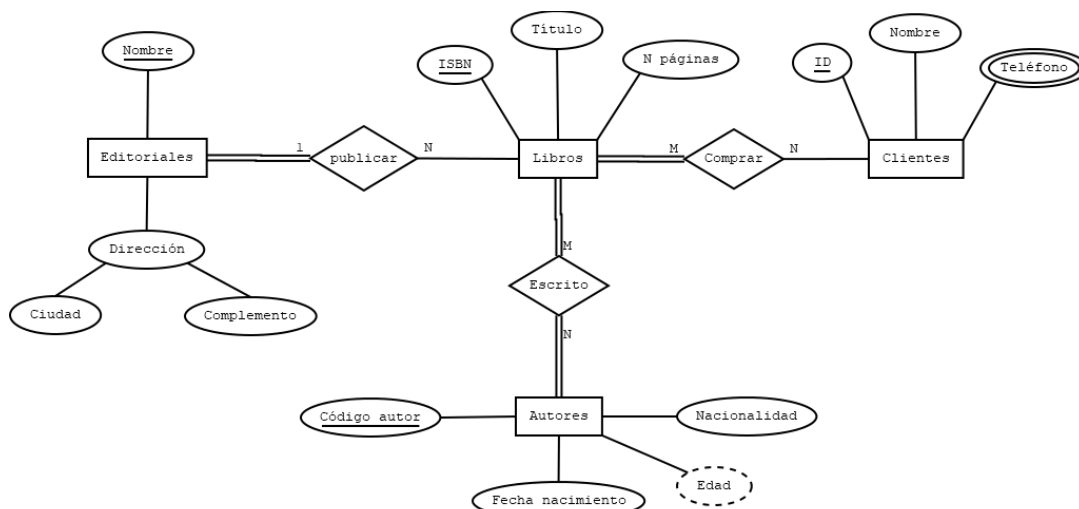 Nombre
Título
Nombre
ISBN
N páginas
ID
Teléfono
Editoriales
1
publicar
N
Libros
M
Comprar
N
Clientes
Dirección
M
Ciudad
Complemento
Escrito
N
Código autor
Autores
Nacionalidad
Edad
Fecha nacimiento